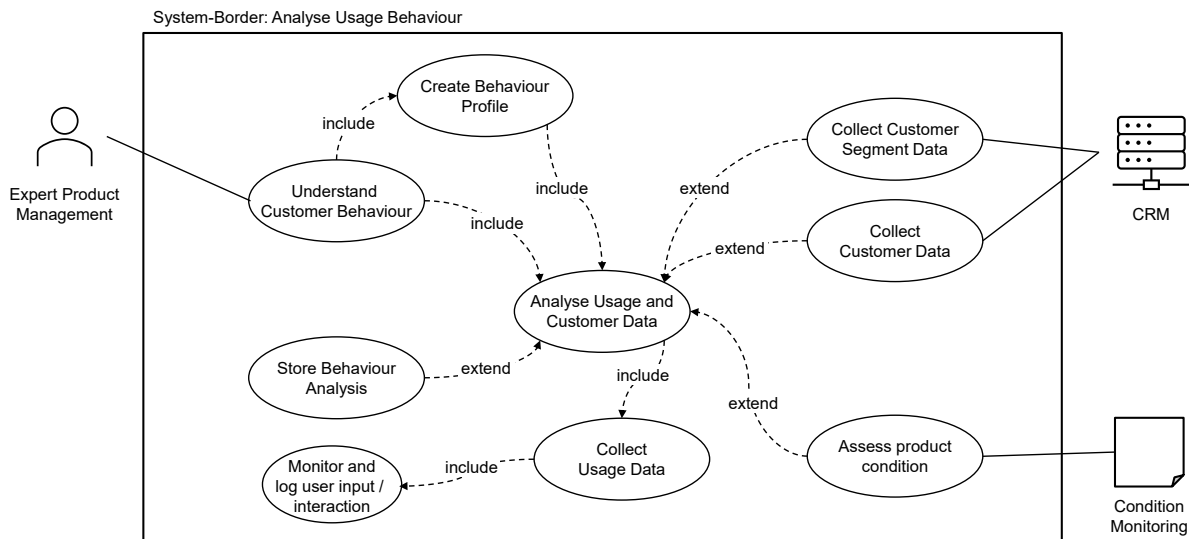 System-Border: Analyse Usage Behaviour
Create Behaviour
Profile
include
Expert Product
Management
Understand
Customer Behaviour
include
include
Collect Customer
Segment Data
extend
CRM
Collect
Customer Data
extend
Analyse Usage and
Customer Data
Store Behaviour
Analysis
extend
include
extend
Collect
Usage Data
include
Monitor and
log user input /
interaction
Assess product
condition
Condition
Monitoring